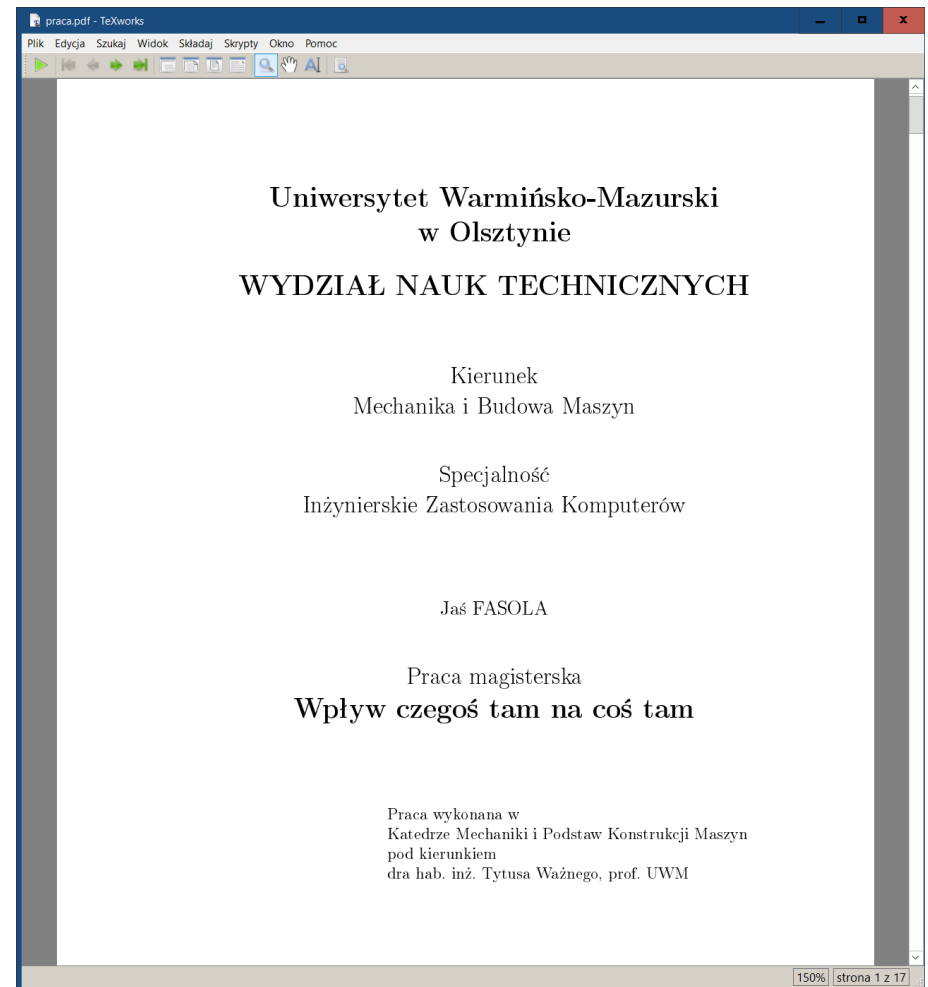 praca.pdf - TeXworks
Plik Edycja Szukaj Widok Składaj Skrypty Okno Pomoc
Uniwersytet Warmińsko-Mazurski
w Olsztynie
WYDZIAŁ NAUK TECHNICZNYCH
Kierunek
Mechanika i Budowa Maszyn
Specjalność
Inżynierskie Zastosowania Komputerów
Jaś FASOLA
Praca magisterska
Wpływ czegoś tam na coś tam
Praca wykonana w
Katedrze Mechaniki i Podstaw Konstrukcji Maszyn
pod kierunkiem
dra hab. inż. Tytusa Ważnego, prof. UWM
150% strona 1 z 17